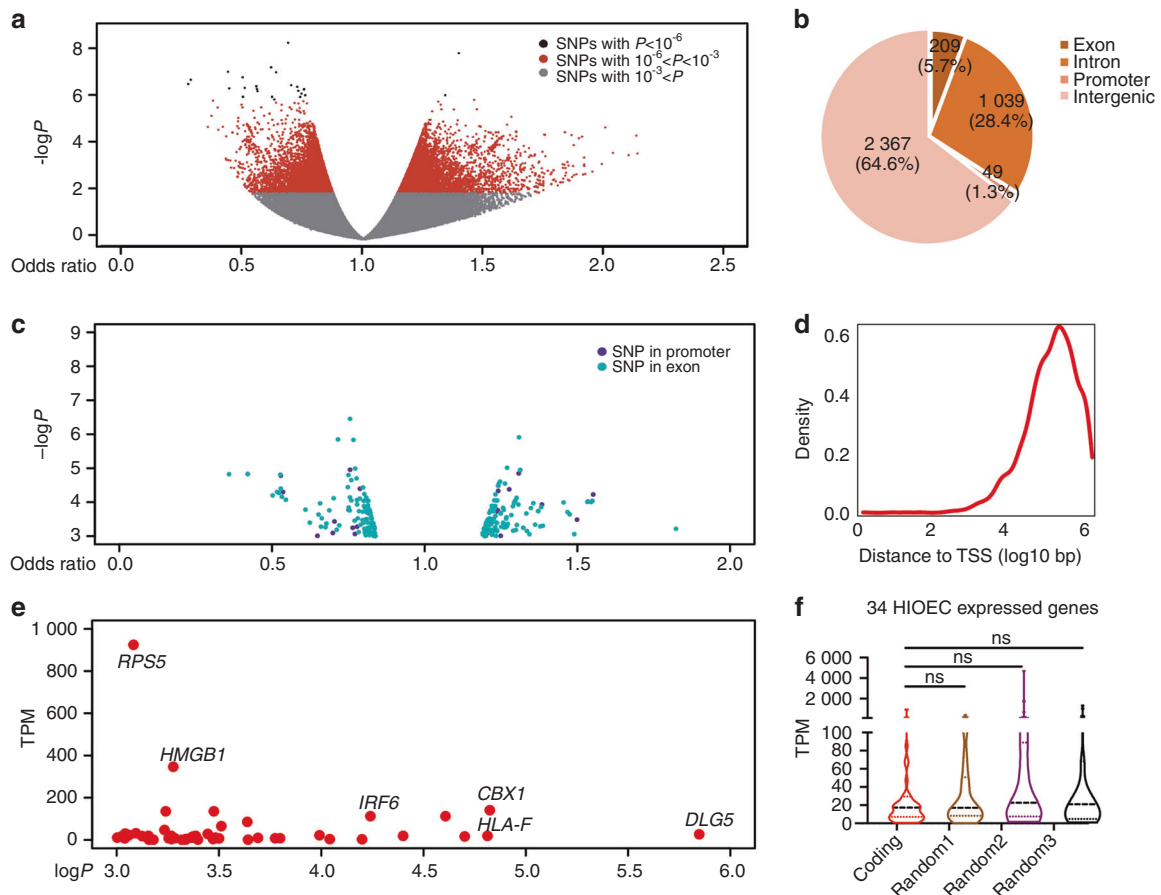 a
8
6
4
2
0
-logP
SNPs with P<10-6
SNPs with 10-6<P<10-3
SNPs with 10-3<P
Odds ratio 0.0 0.5 1.0 1.5 2.0 2.5
b
209
(5.7%)
1 039
(28.4%)
49
(1.3%)
2 367
(64.6%)
Exon
Intron
Promoter
Intergenic
c
9
8
7
6
5
4
3
–logP
SNP in promoter
SNP in exon
Odds ratio 0.0 0.5 1.0 1.5 2.0
d
0.6
0.4
0.2
0.0
Density
0 2 4 6
Distance to TSS (log10 bp)
e
1 000
800
600
400
200
0
TPM
RPS5
HMGB1
IRF6
CBX1
HLA-F
DLG5
logP 3.0 3.5 4.0 4.5 5.0 5.5 6.0
f
34 HIOEC expressed genes
ns
ns
ns
6 000
4 000
2 000
100
80
60
40
20
0
TPM
Coding
Random1
Random2
Random3